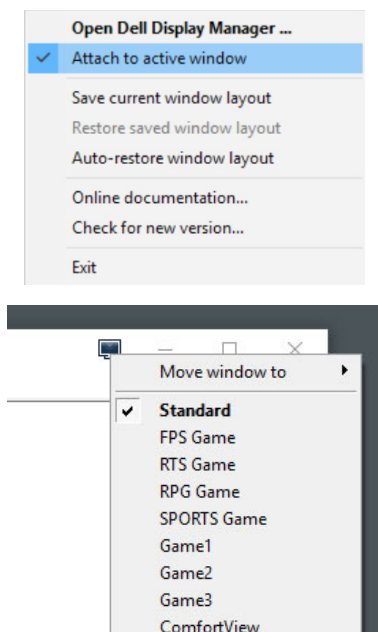 Open Dell Display Manager ...
Attach to active window
Save current window layout
Restore saved window layout
Auto-restore window layout
Online documentation...
Check for new version...
Exit
Move window to
Standard
FPS Game
RTS Game
RPG Game
SPORTS Game
Game1
Game2
Game3
ComfortView